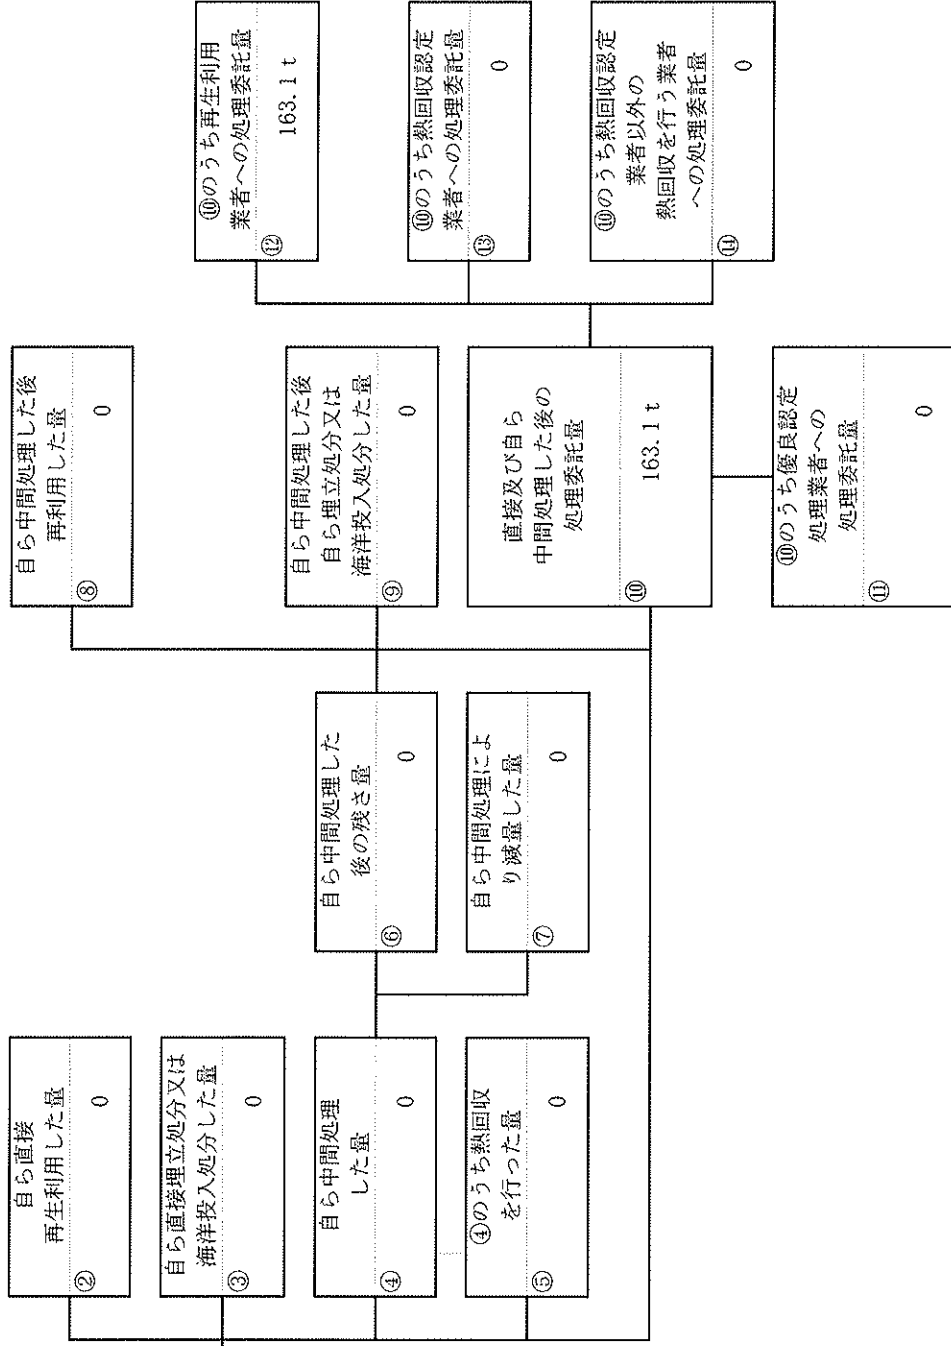 自ら直接
再生利用した量
②
0
自ら直接埋立処分又は
海洋投入処分した量
③
0
自ら中間処理
した量
④
0
④のうち熱回収
を行った量
⑤
0
自ら中間処理した
後の残さ量
⑥
0
自ら中間処理によ
り減量した量
⑦
0
自ら中間処理した後
再利用した量
⑧
0
自ら中間処理した後
自ら埋立処分又は
海洋投入処分した量
⑨
0
直接及び自ら
中間処理した後の
処理委託量
⑩
163.1 t
⑩のうち優良認定
処理業者への
処理委託量
⑪
0
⑩のうち再生利用
業者への処理委託量
⑫
163.1 t
⑩のうち熱回収認定
業者への処理委託量
⑬
0
⑩のうち熱回収認定
業者以外の
熱回収を行う業者
への処理委託量
⑭
0